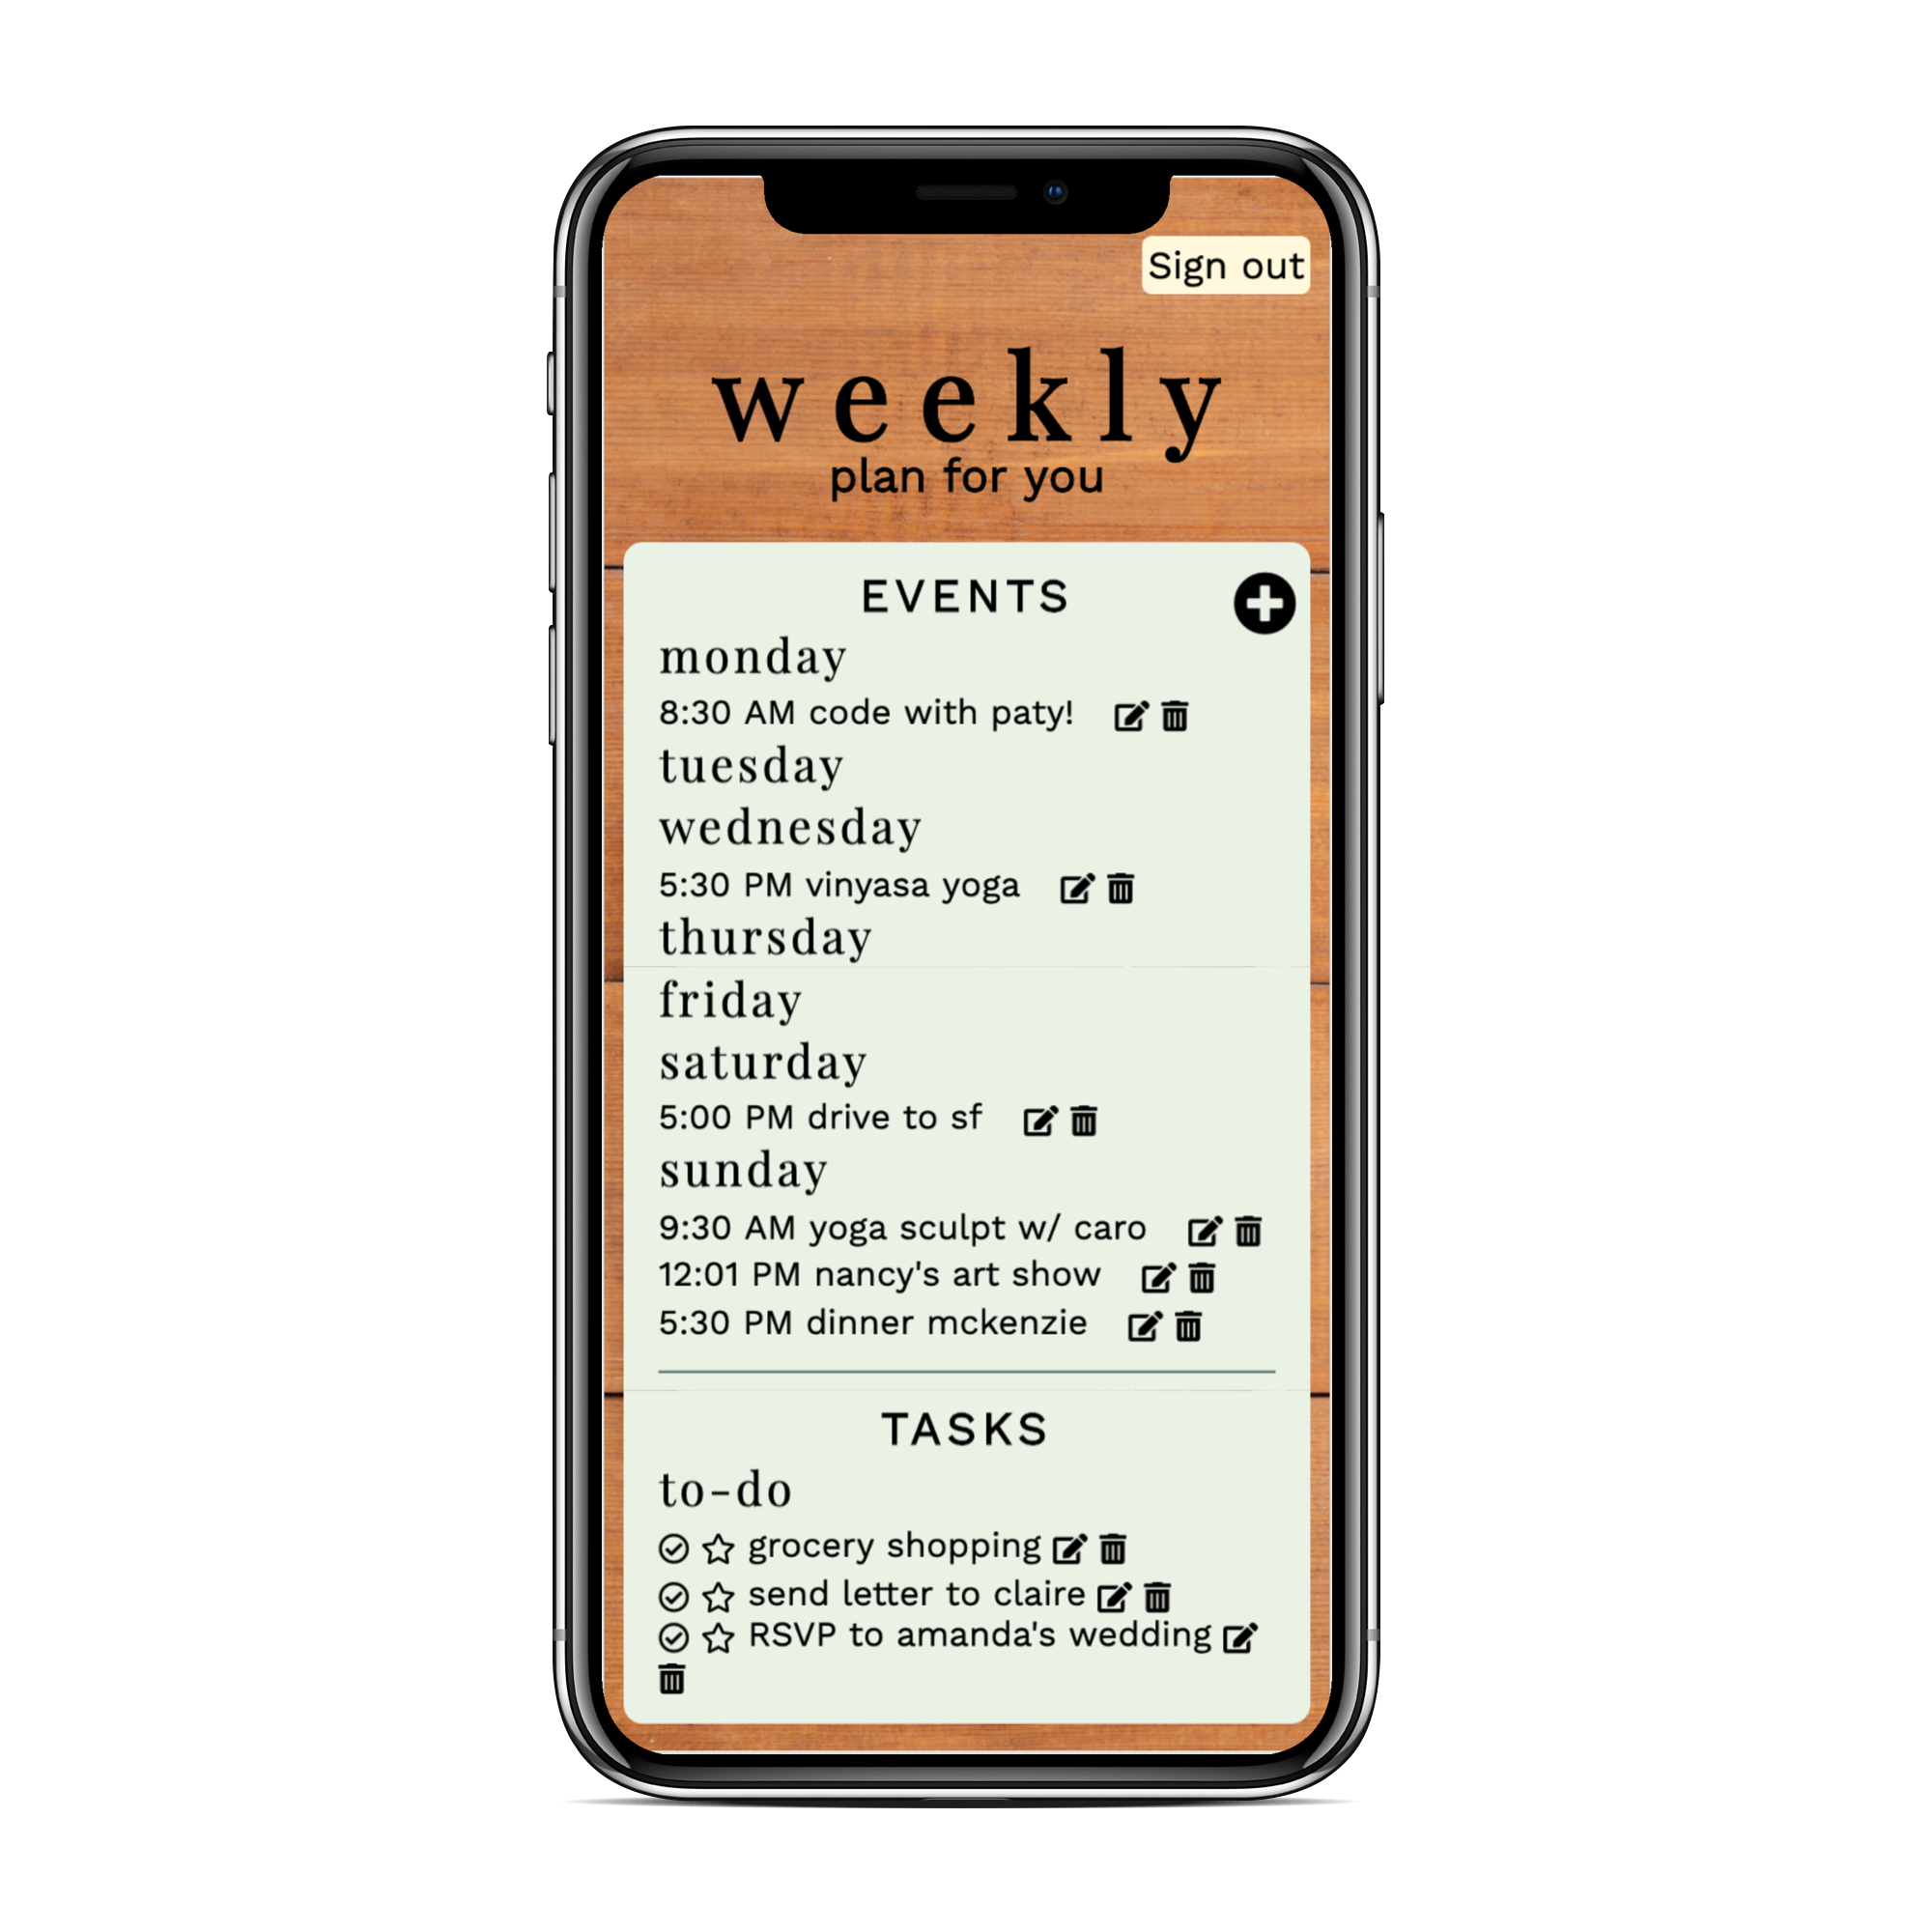 Sign out
weekly
plan for you
EVENTS
monday
8:30 AM code with paty!
tuesday
wednesday
5:30 PM vinyasa yoga
thursday
friday
saturday
5:00 PM drive to sf
sunday
9:30 AM yoga sculpt w/ caro
12:01 PM nancy's art show
5:30 PM dinner mckenzie
TASKS
to-do
grocery shopping
send letter to claire
RSVP to amanda's wedding